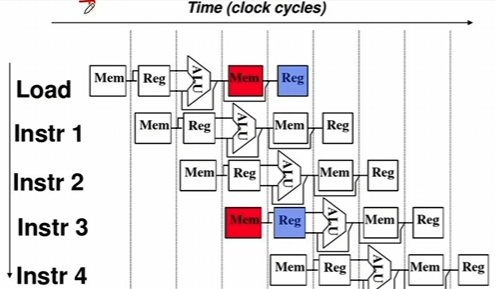 Time (clock cycles)
Load Mem Reg ALU Mem Reg
Instr 1 Mem Reg ALU Mem Reg
Instr 2 Mem Reg ALU Mem Reg
Instr 3 Mem Reg ALU Mem Reg
Instr 4 Mem Reg ALU Mem Reg